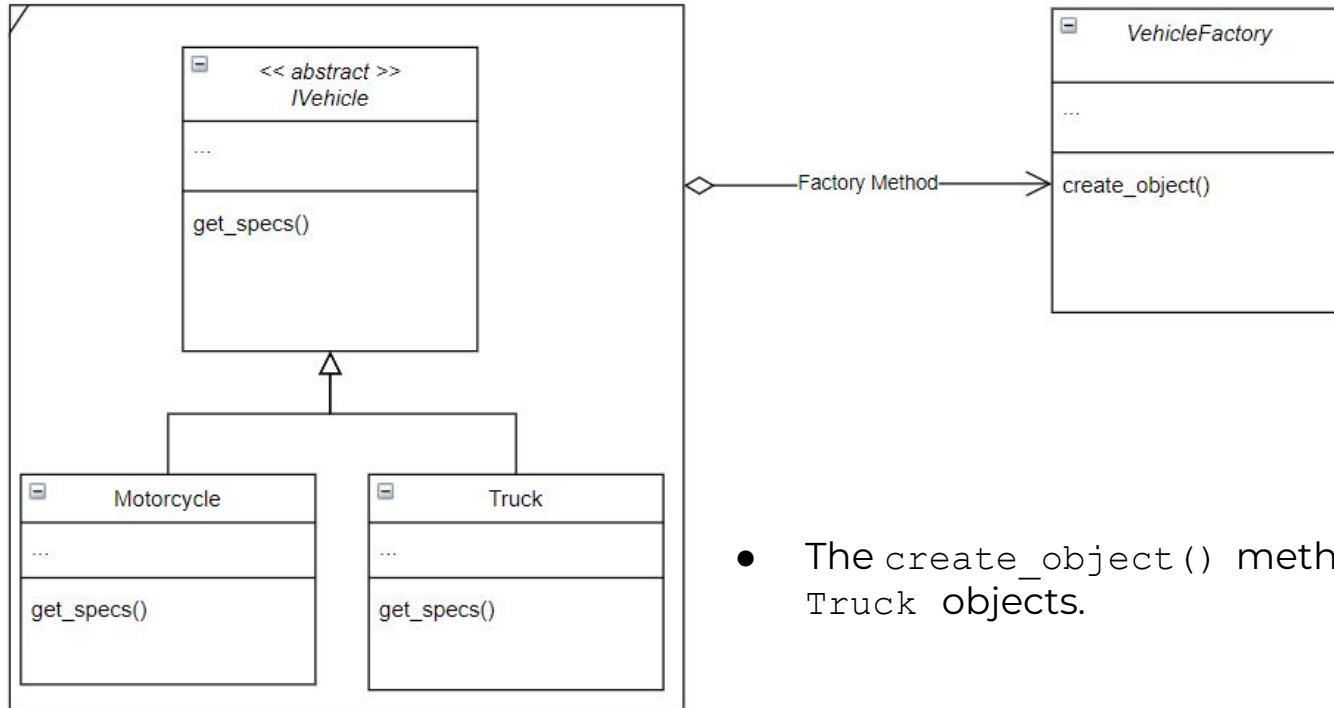 << abstract >>
IVehicle
...
get_specs()
VehicleFactory
...
create_object()
Factory Method
Motorcycle
...
get_specs()
Truck
...
get_specs()
● The create_object() meth
Truck objects.